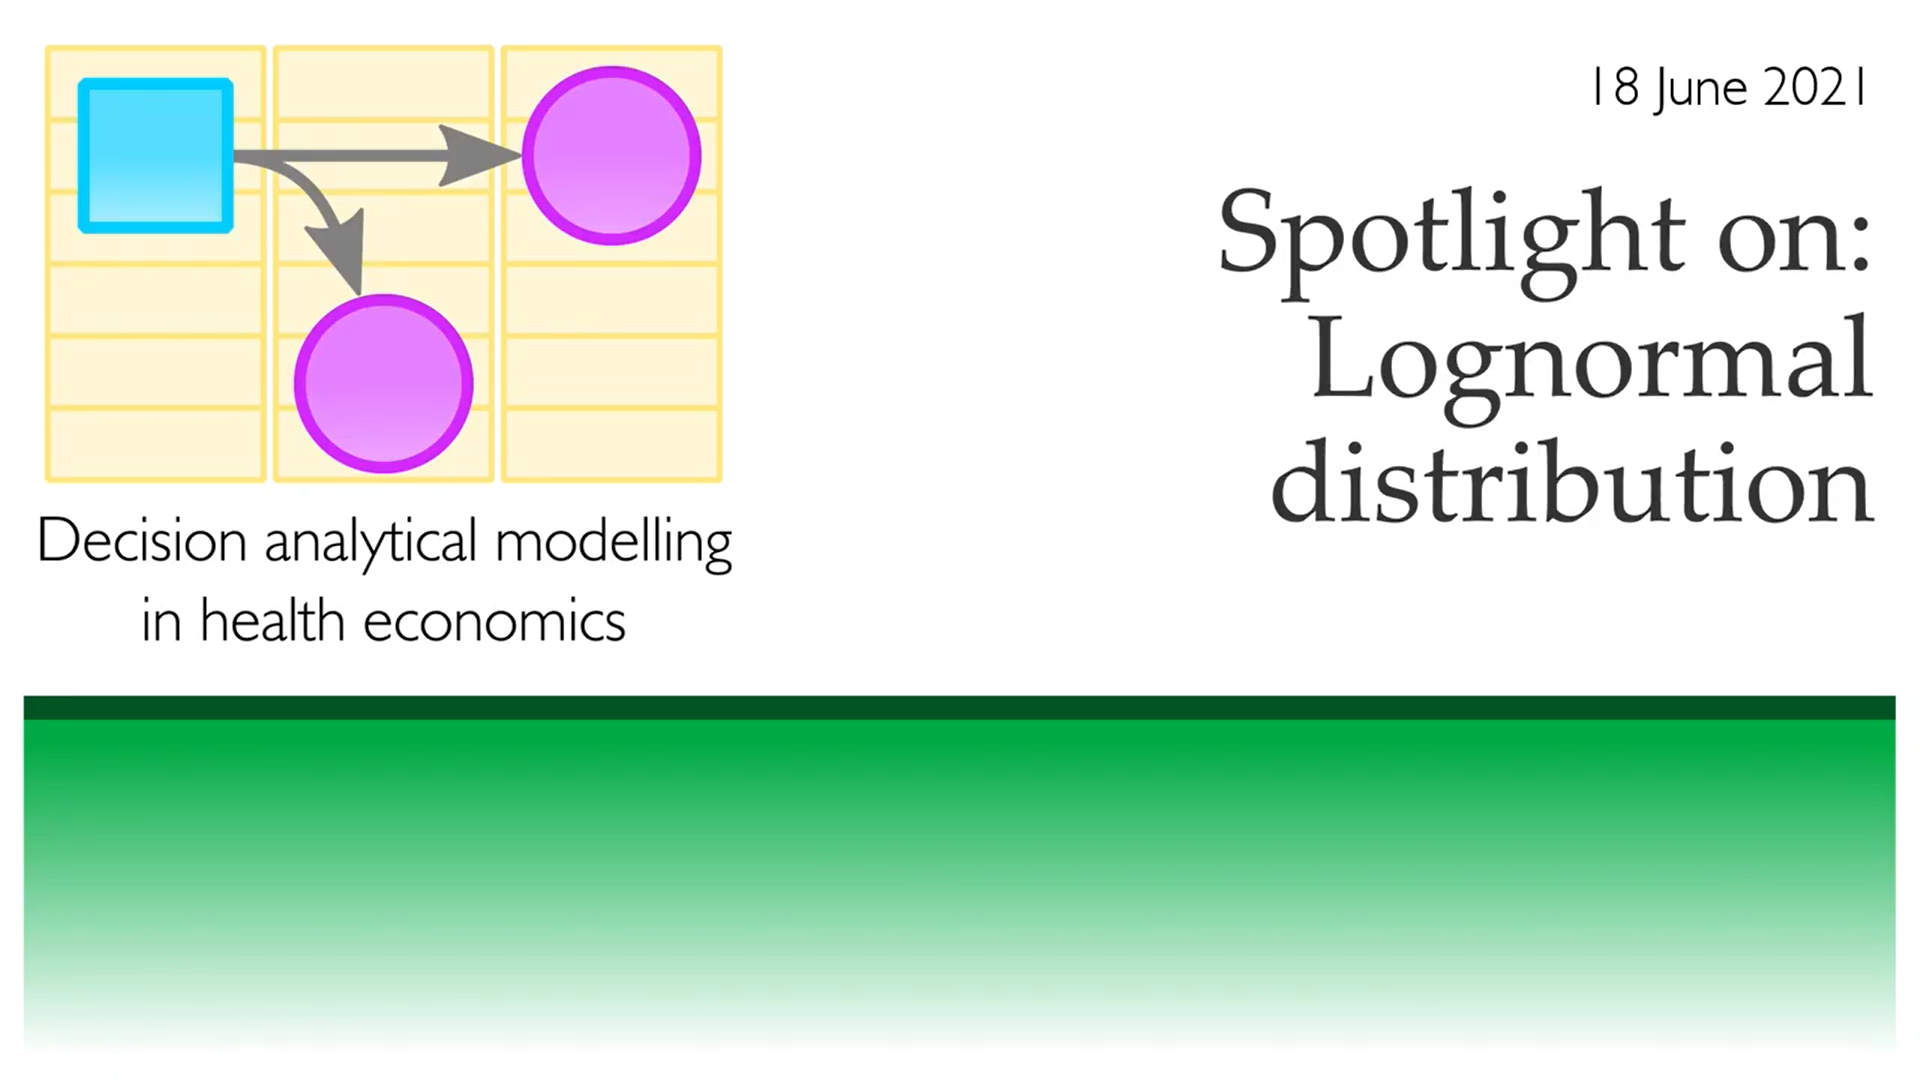 18 June 2021
Spotlight on:
Lognormal
distribution
Decision analytical modelling
in health economics